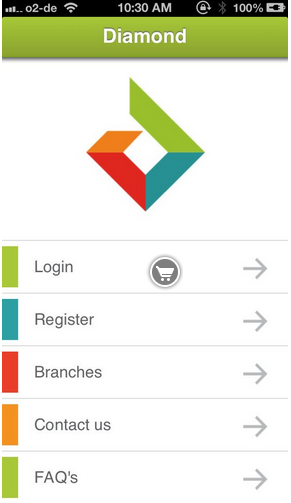 o2-de 10:30 AM 100%
Diamond
Login
Register
Branches
Contact us
FAQ's